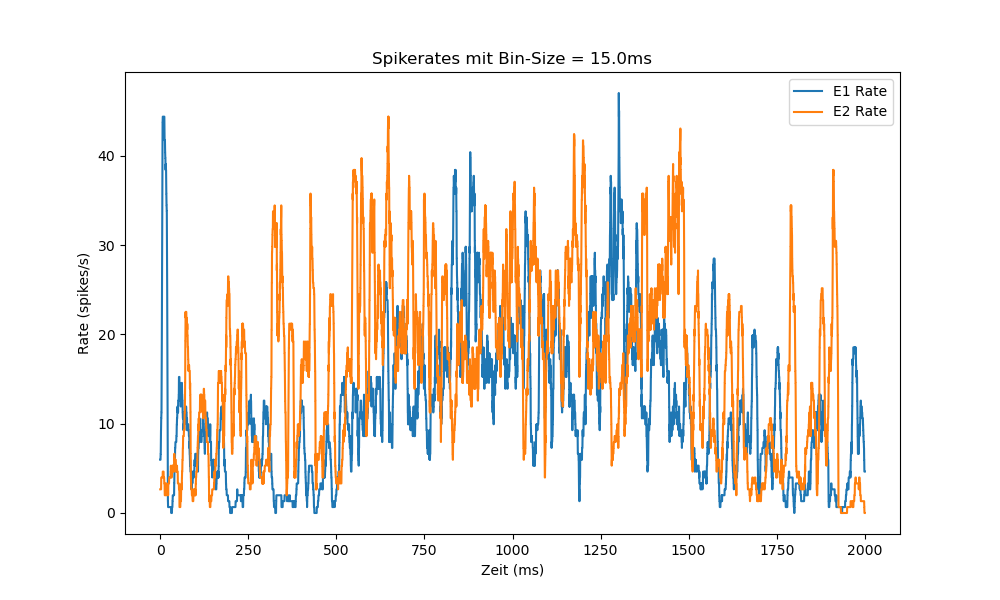 Spikerates mit Bin-Size = 15.0ms
E1 Rate
E2 Rate
Rate (spikes/s)
40
30
20
10
0
0 250 500 750 1000 1250 1500 1750 2000
Zeit (ms)